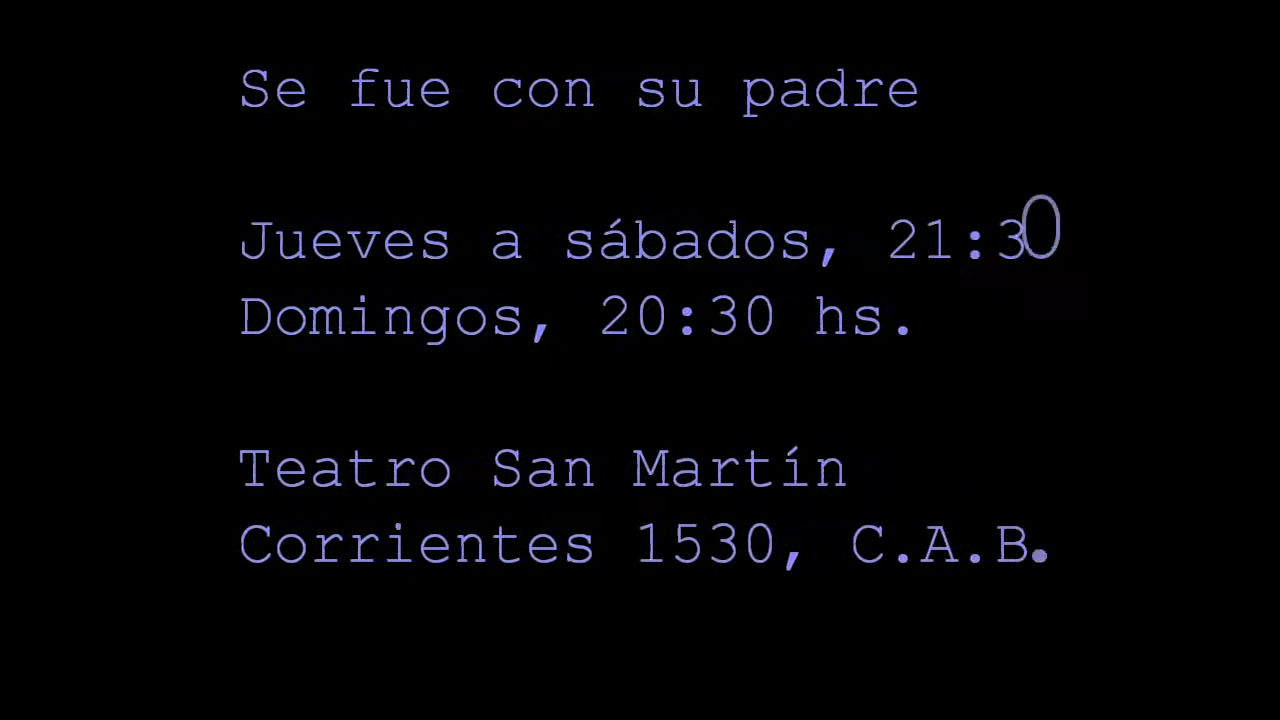 Se fue con su padre
Jueves a sábados, 21:30
Domingos, 20:30 hs.
Teatro San Martín
Corrientes 1530, C.A.B.